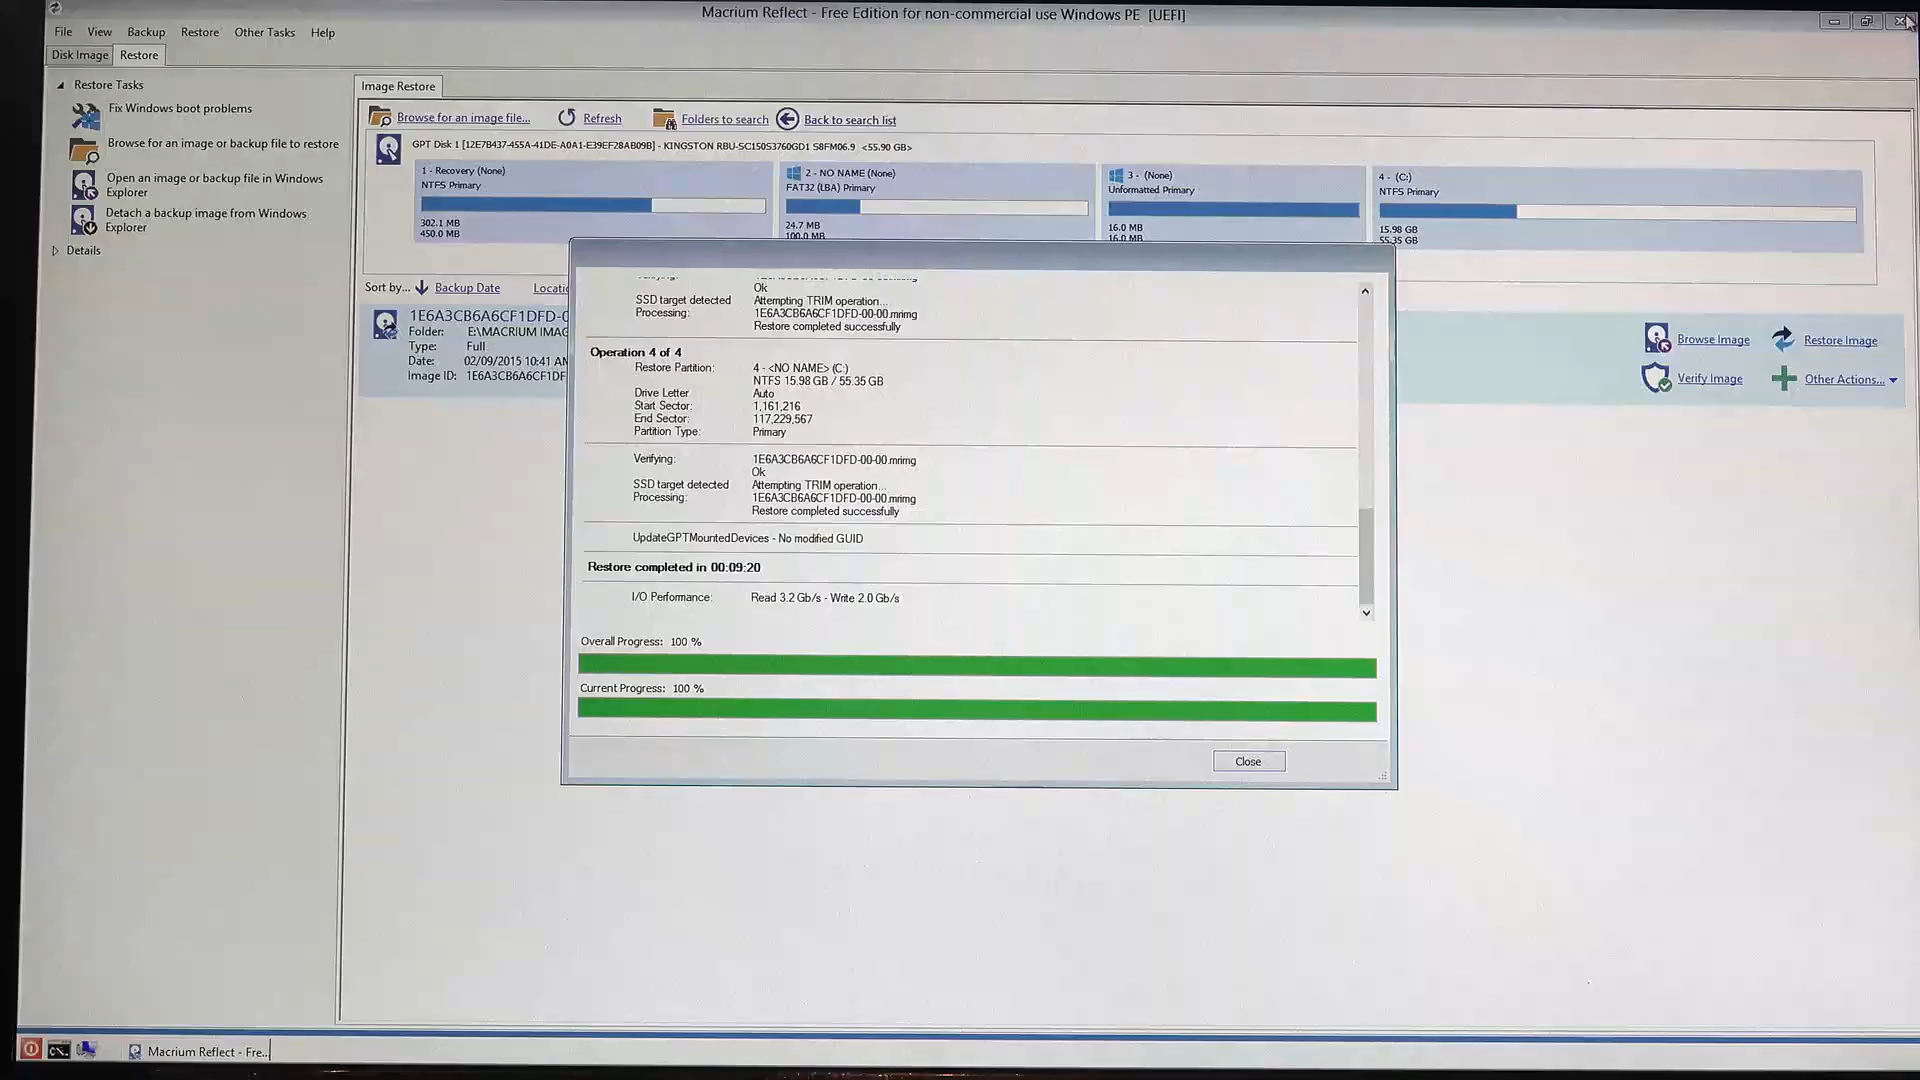 Macrium Reflect - Free Edition for non-commercial use Windows PE [UEFI]
File View Backup Restore Other Tasks Help
Disk Image Restore
Restore Tasks
Fix Windows boot problems
Browse for an image or backup file to restore
Open an image or backup file in Windows
Explorer
Detach a backup image from Windows
Explorer
Details
Image Restore
Browse for an image file... Refresh Folders to search Back to search list
GPT Disk 1 [12E7B437-455A-41DE-A0A1-E39EF28AB09B] - KINGSTON RBU-SC150S3760GD1 S8FM06.9 <55.90 GB>
1 - Recovery (None)
NTFS Primary
302.1 MB
450.0 MB
2 - NO NAME (None)
FAT32 (LBA) Primary
24.7 MB
100.0 MB
3 - (None)
Unformatted Primary
16.0 MB
16.0 MB
4 - (C:)
NTFS Primary
15.98 GB
55.35 GB
Sort by... Backup Date
1E6A3CB6A6CF1DFD-0
Folder: E:\MACRIUM IMAG
Type: Full
Date: 02/09/2015 10:41 AM
Image ID: 1E6A3CB6A6CF1DF
Browse Image Restore Image
Verify Image Other Actions...
Ok
SSD target detected Attempting TRIM operation...
Processing: 1E6A3CB6A6CF1DFD-00-00.mrimg
Restore completed successfully
Operation 4 of 4
Restore Partition: 4 - <NO NAME> (C:)
NTFS 15.98 GB / 55.35 GB
Drive Letter Auto
Start Sector: 1,161,216
End Sector: 117,229,567
Partition Type: Primary
Verifying: 1E6A3CB6A6CF1DFD-00-00.mrimg
Ok
SSD target detected Attempting TRIM operation...
Processing: 1E6A3CB6A6CF1DFD-00-00.mrimg
Restore completed successfully
UpdateGPTMountedDevices - No modified GUID
Restore completed in 00:09:20
I/O Performance: Read 3.2 Gb/s - Write 2.0 Gb/s
Overall Progress: 100 %
Current Progress: 100 %
Close
Macrium Reflect - Fre...